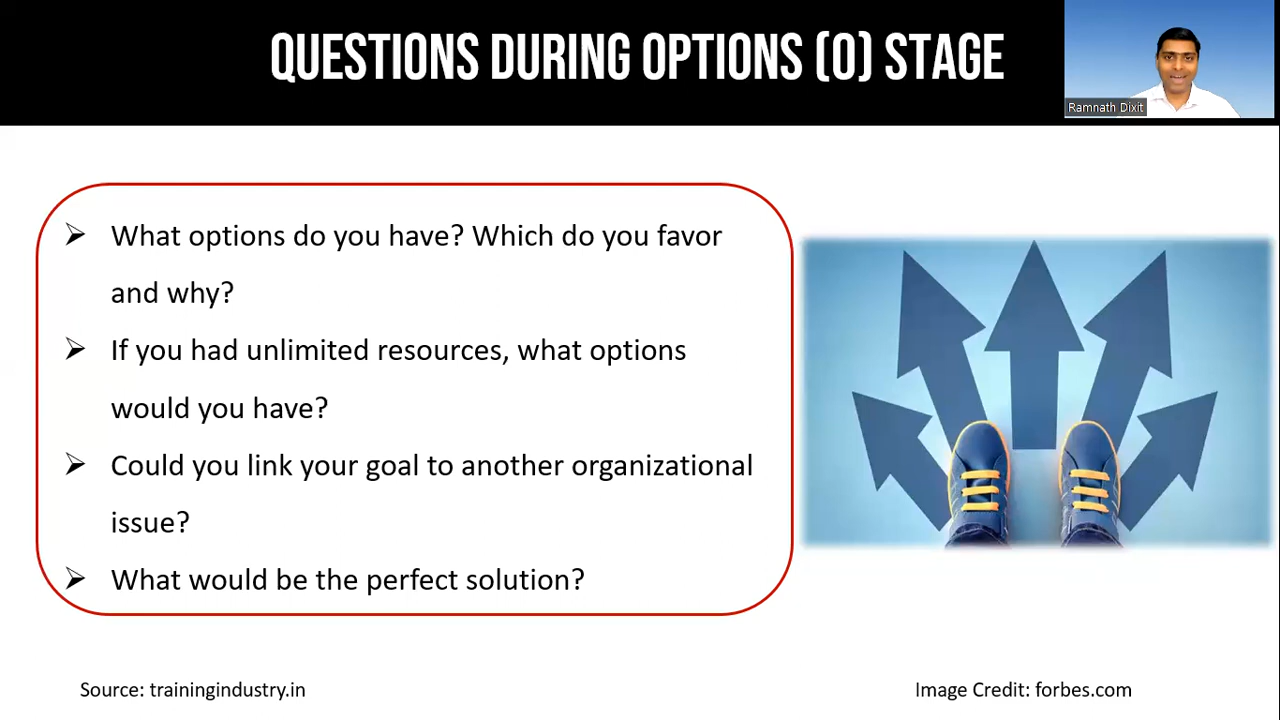 QUESTIONS DURING OPTIONS (O) STAGE
Ramnath Dixit
What options do you have? Which do you favor
and why?
If you had unlimited resources, what options
would you have?
Could you link your goal to another organizational
issue?
What would be the perfect solution?
Source: trainingindustry.in
Image Credit: forbes.com